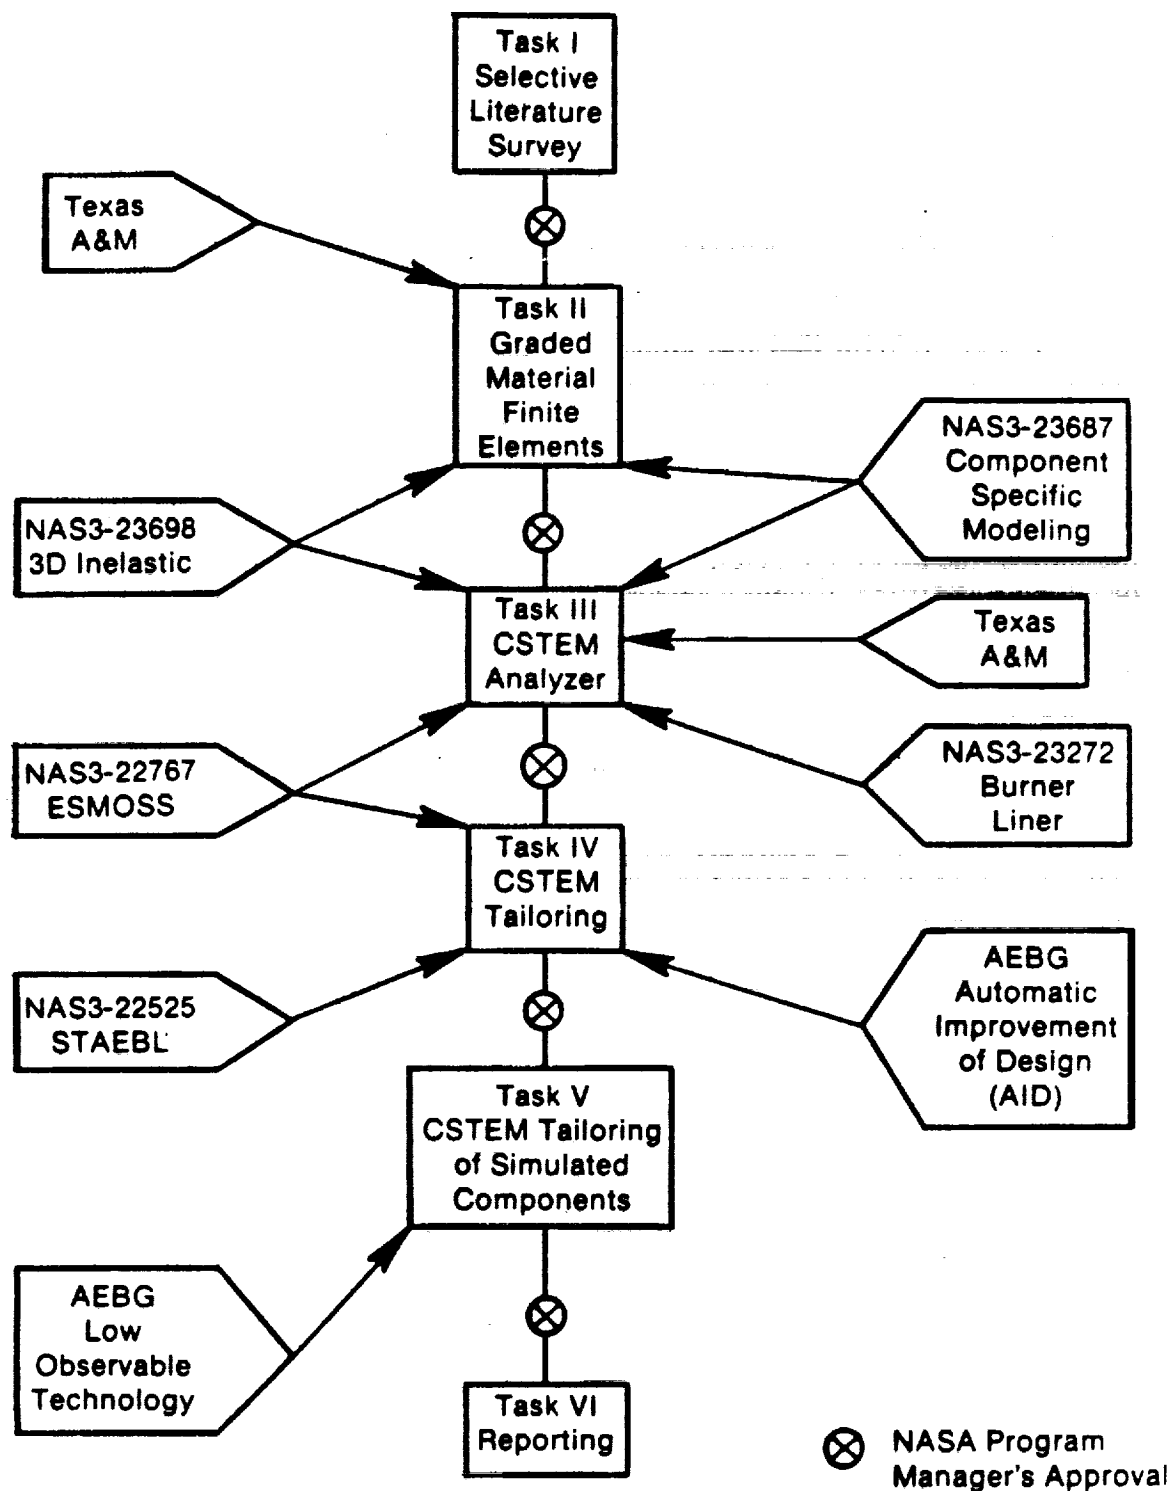 Task I
Selective
Literature
Survey
Texas
A&M
Task II
Graded
Material
Finite
Elements
NAS3-23687
Component
Specific
Modeling
NAS3-23698
3D Inelastic
Task III
CSTEM
Analyzer
Texas
A&M
NAS3-22767
ESMOSS
NAS3-23272
Burner
Liner
Task IV
CSTEM
Tailoring
NAS3-22525
STAEBL
AEBG
Automatic
Improvement
of Design
(AID)
Task V
CSTEM Tailoring
of Simulated
Components
AEBG
Low
Observable
Technology
Task VI
Reporting
NASA Program
Manager's Approval